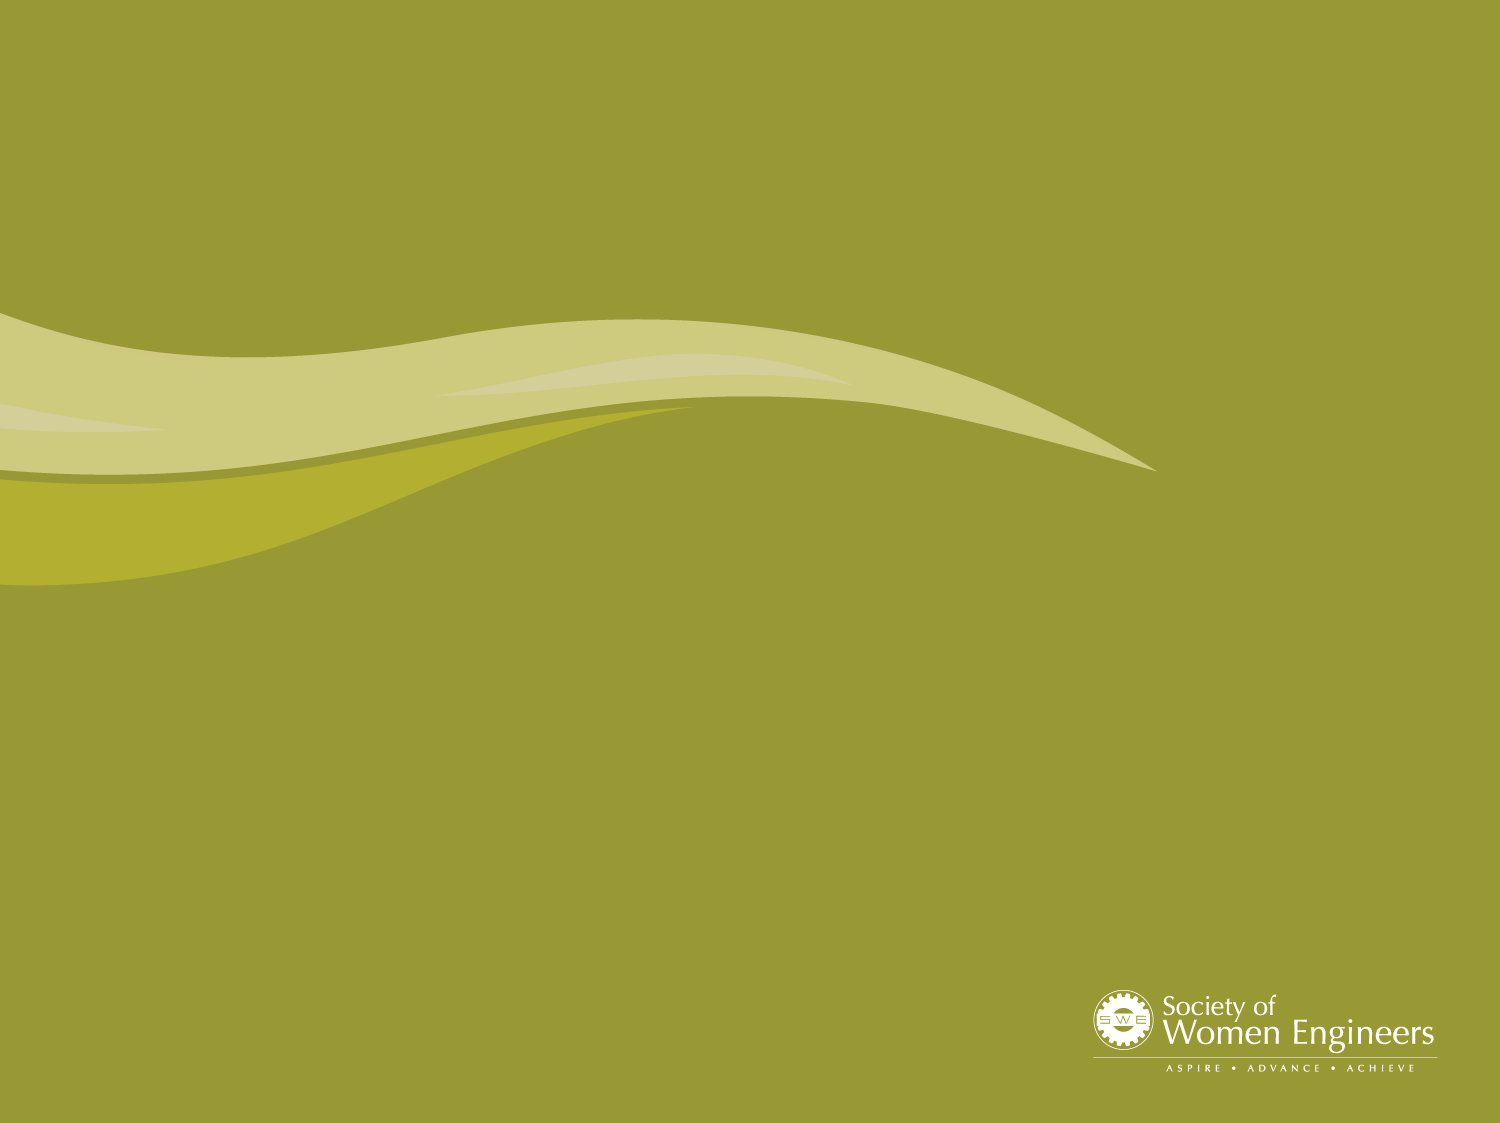 SWE
Society of
Women Engineers
ASPIRE • ADVANCE • ACHIEVE